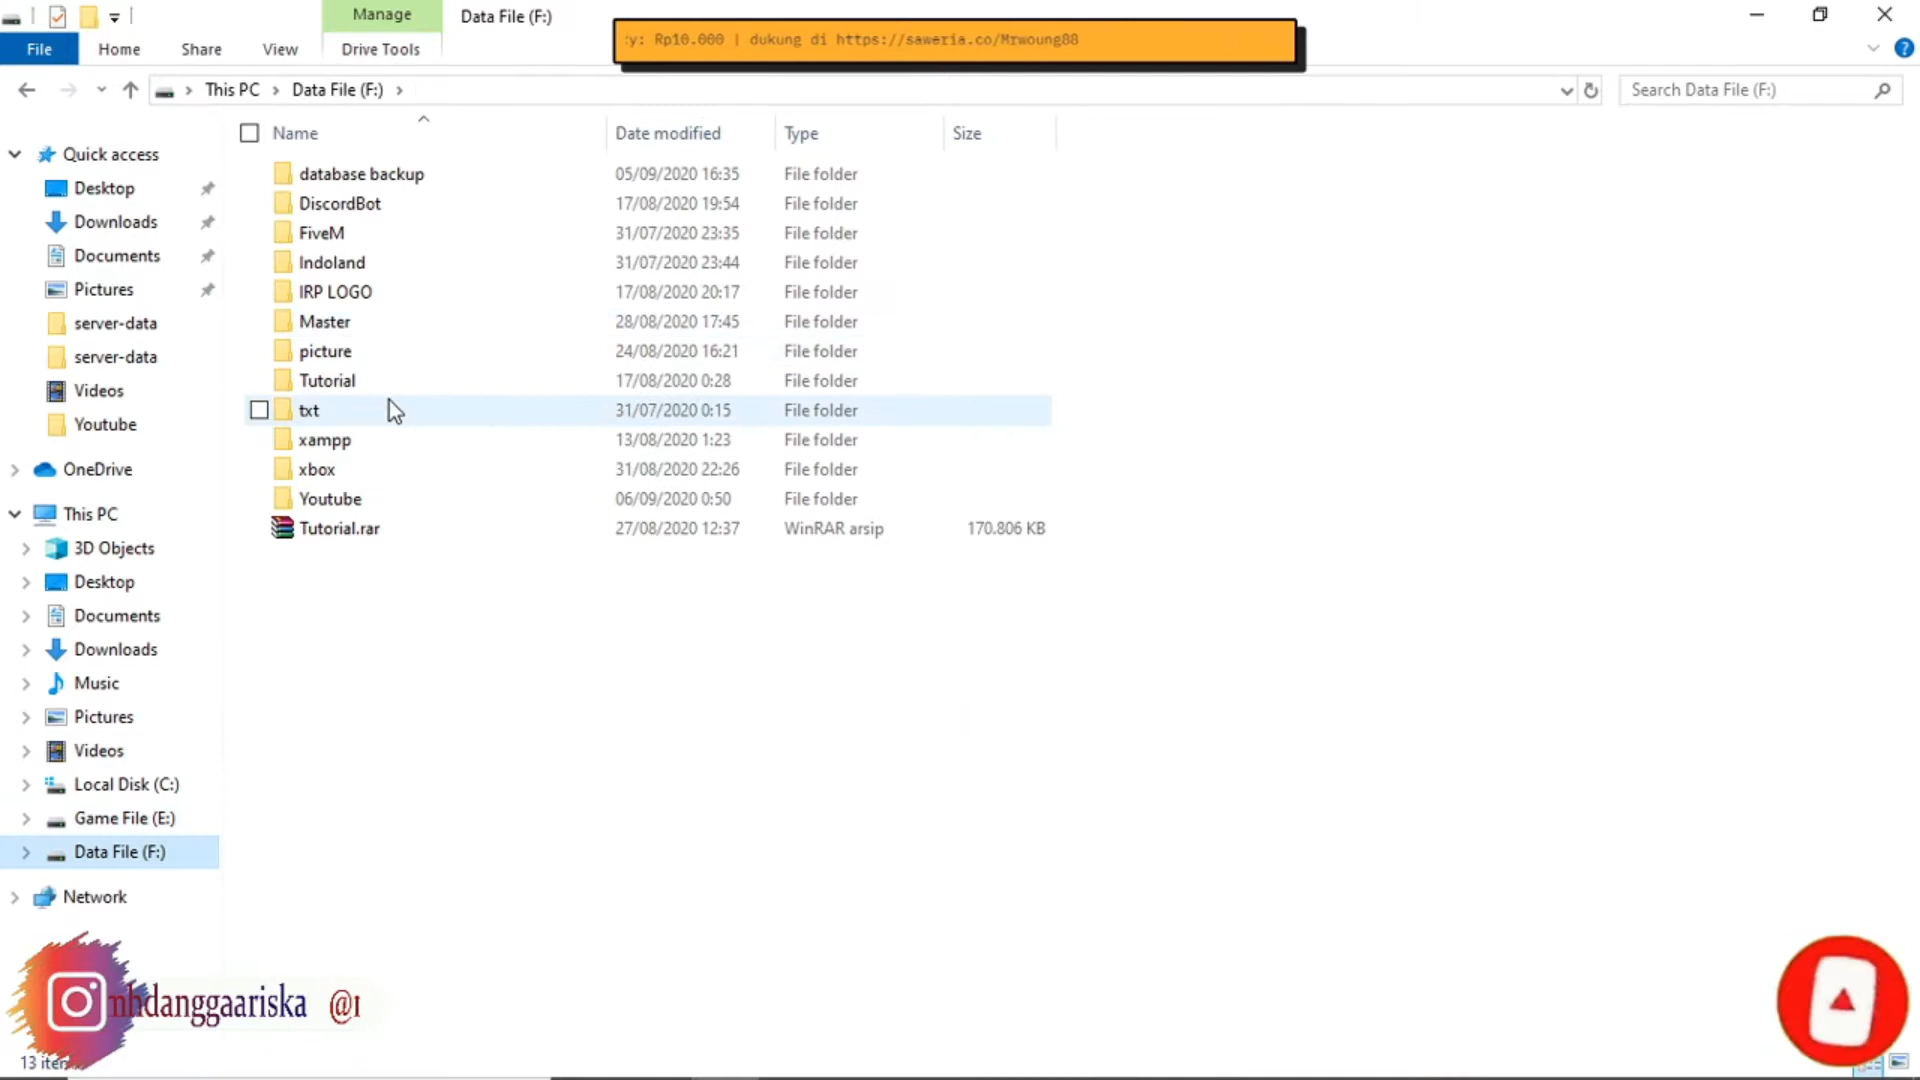 Manage
Data File (F:)
y: Rp10.000 | dukung di https://saweria.co/Mrwoung88
File
Home
Share
View
Drive Tools
This PC
Data File (F:)
Search Data File (F:)
Name
Date modified
Type
Size
Quick access
Desktop
Downloads
Documents
Pictures
server-data
server-data
Videos
Youtube
OneDrive
This PC
3D Objects
Desktop
Documents
Downloads
Music
Pictures
Videos
Local Disk (C:)
Game File (E:)
Data File (F:)
Network
database backup 05/09/2020 16:35 File folder
DiscordBot 17/08/2020 19:54 File folder
FiveM 31/07/2020 23:35 File folder
Indoland 31/07/2020 23:44 File folder
IRP LOGO 17/08/2020 20:17 File folder
Master 28/08/2020 17:45 File folder
picture 24/08/2020 16:21 File folder
Tutorial 17/08/2020 0:28 File folder
txt 31/07/2020 0:15 File folder
xampp 13/08/2020 1:23 File folder
xbox 31/08/2020 22:26 File folder
Youtube 06/09/2020 0:50 File folder
Tutorial.rar 27/08/2020 12:37 WinRAR arsip 170.806 KB
mhdanggaariska
13